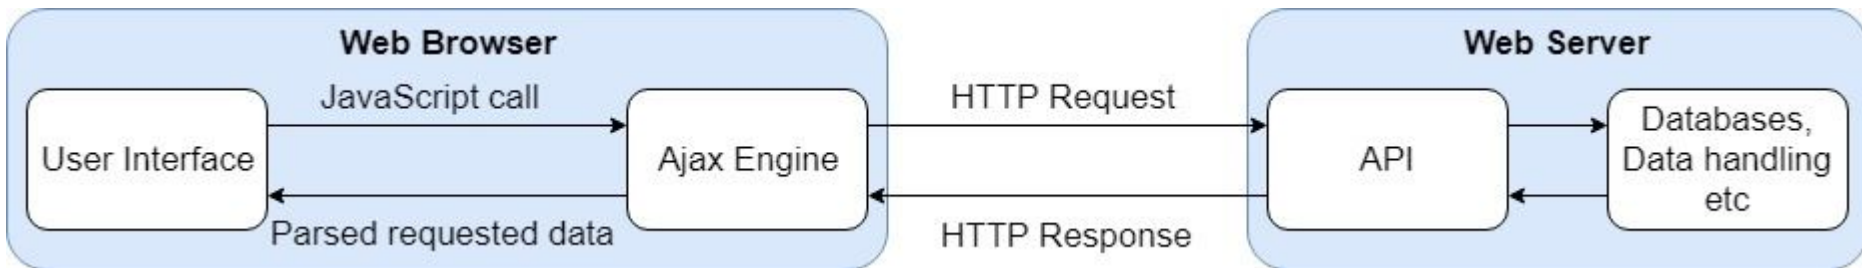 Web Browser
Web Server
JavaScript call
HTTP Request
User Interface
Ajax Engine
API
Databases,
Data handling
etc
Parsed requested data
HTTP Response